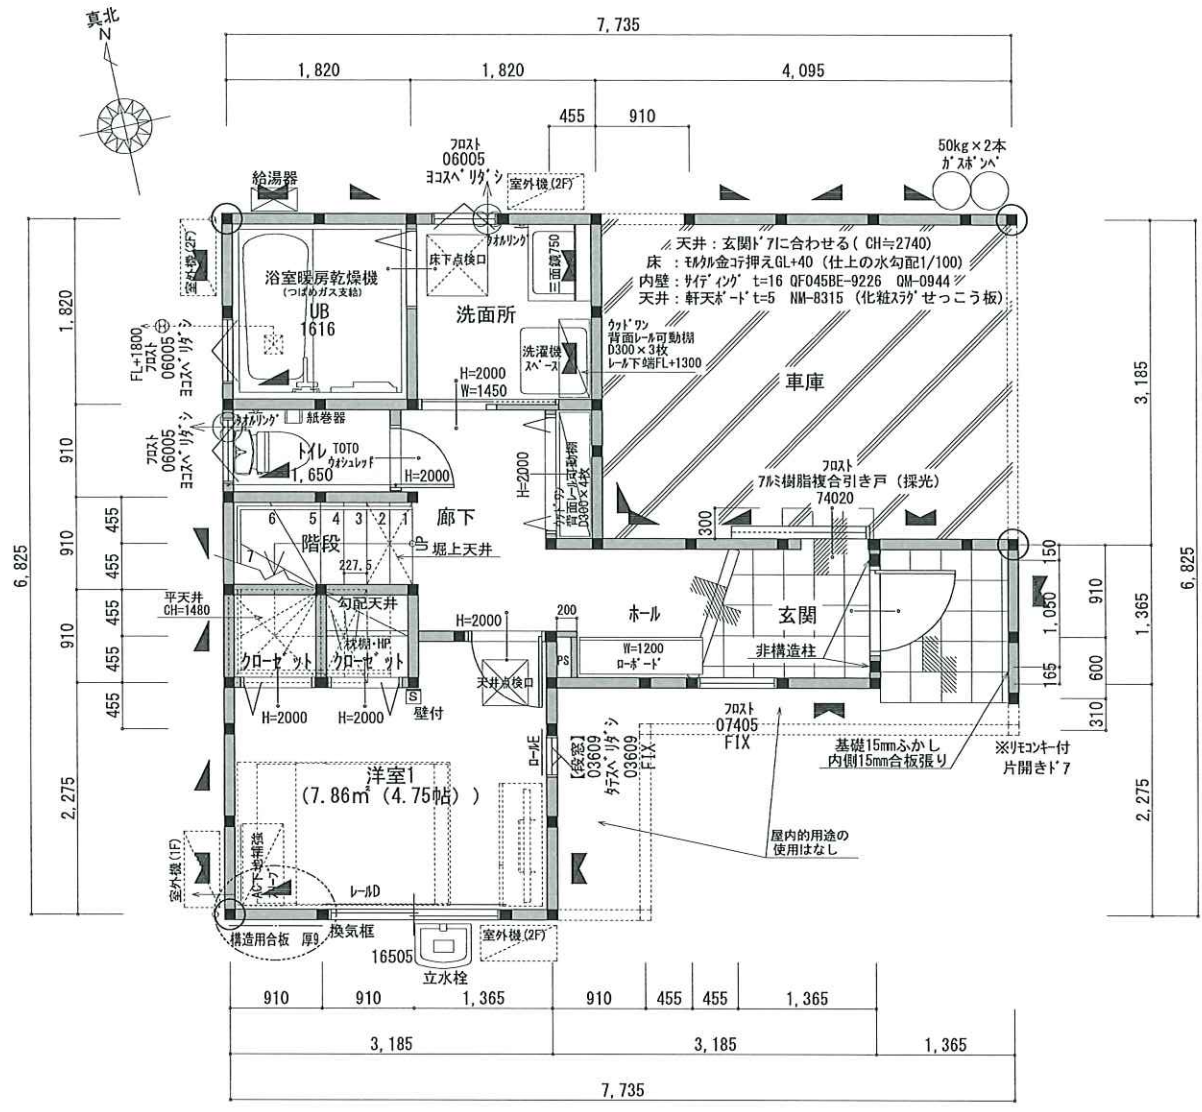 真北
N
7,735
1,820
1,820
4,095
455
910
フロスト
06005
ヨコスベリダシ
50kg×2本
ガスボンベ
給湯器
室外機(2F)
室外機(2F)
タオルリング
床下点検口
三面鏡750
天井：玄関ドアに合わせる( CH≒2740)
床 ：モルタル金コテ押えGL+40 (仕上の水勾配1/100)
内壁：サイディング t=16 QF045BE-9226 QM-0944
天井：軒天ボードt=5 NM-8315 (化粧スラグせっこう板)
浴室暖房乾燥機
(つばめガス支給)
UB
1616
洗面所
洗濯機
スペース
ウッドワン
背面レール可動棚
D300×3枚
レール下端FL+1300
車庫
FL+1800
フロスト
06005
ヨコスベリダシ
H=2000
W=1450
1,820
3,185
タオルリング
紙巻器
フロスト
06005
ヨコスベリダシ
トイレ
TOTO
ウォシュレット
1,650
H=2000
H=2000
ウッドワン
背面レール可動棚
D300×4枚
フロスト
アルミ樹脂複合引き戸（採光）
74020
300
910
6 5 4 3 2 1
7
階段
UP
廊下
堀上天井
227.5
455
455
910
6,825
6,825
平天井
CH=1480
勾配天井
枕棚・HP
クローゼット
クローゼット
H=2000
H=2000
H=2000
200
ホール
PS
W=1200
ローボード
玄関
非構造柱
150
1,050
165
910
600
310
1,365
455
455
910
455
天井点検口
S
壁付
フロスト
07405
FIX
基礎15mmふかし
内側15mm合板張り
※リモコンキー付
片開きドア
ロールE
【段窓】
03609
タテスベリダシ
03609
FIX
洋室1
(7.86㎡ (4.75帖) )
屋内的用途の
使用はなし
2,275
2,275
室外機(1F)
AC下地補強
スリーブ
レールD
構造用合板 厚9
換気框
16505
立水栓
室外機(2F)
910
910
1,365
910
455
455
1,365
3,185
3,185
1,365
7,735